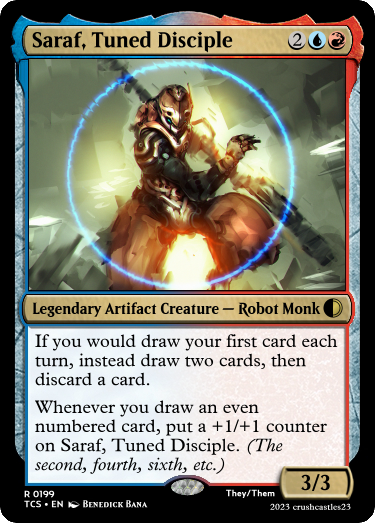 Saraf, Tuned Disciple 2
Legendary Artifact Creature — Robot Monk
If you would draw your first card each
turn, instead draw two cards, then
discard a card.
Whenever you draw an even
numbered card, put a +1/+1 counter
on Saraf, Tuned Disciple. (The
second, fourth, sixth, etc.)
3/3
R 0199
TCS • EN Benedick Bana
They/Them
2023 crushcastles23